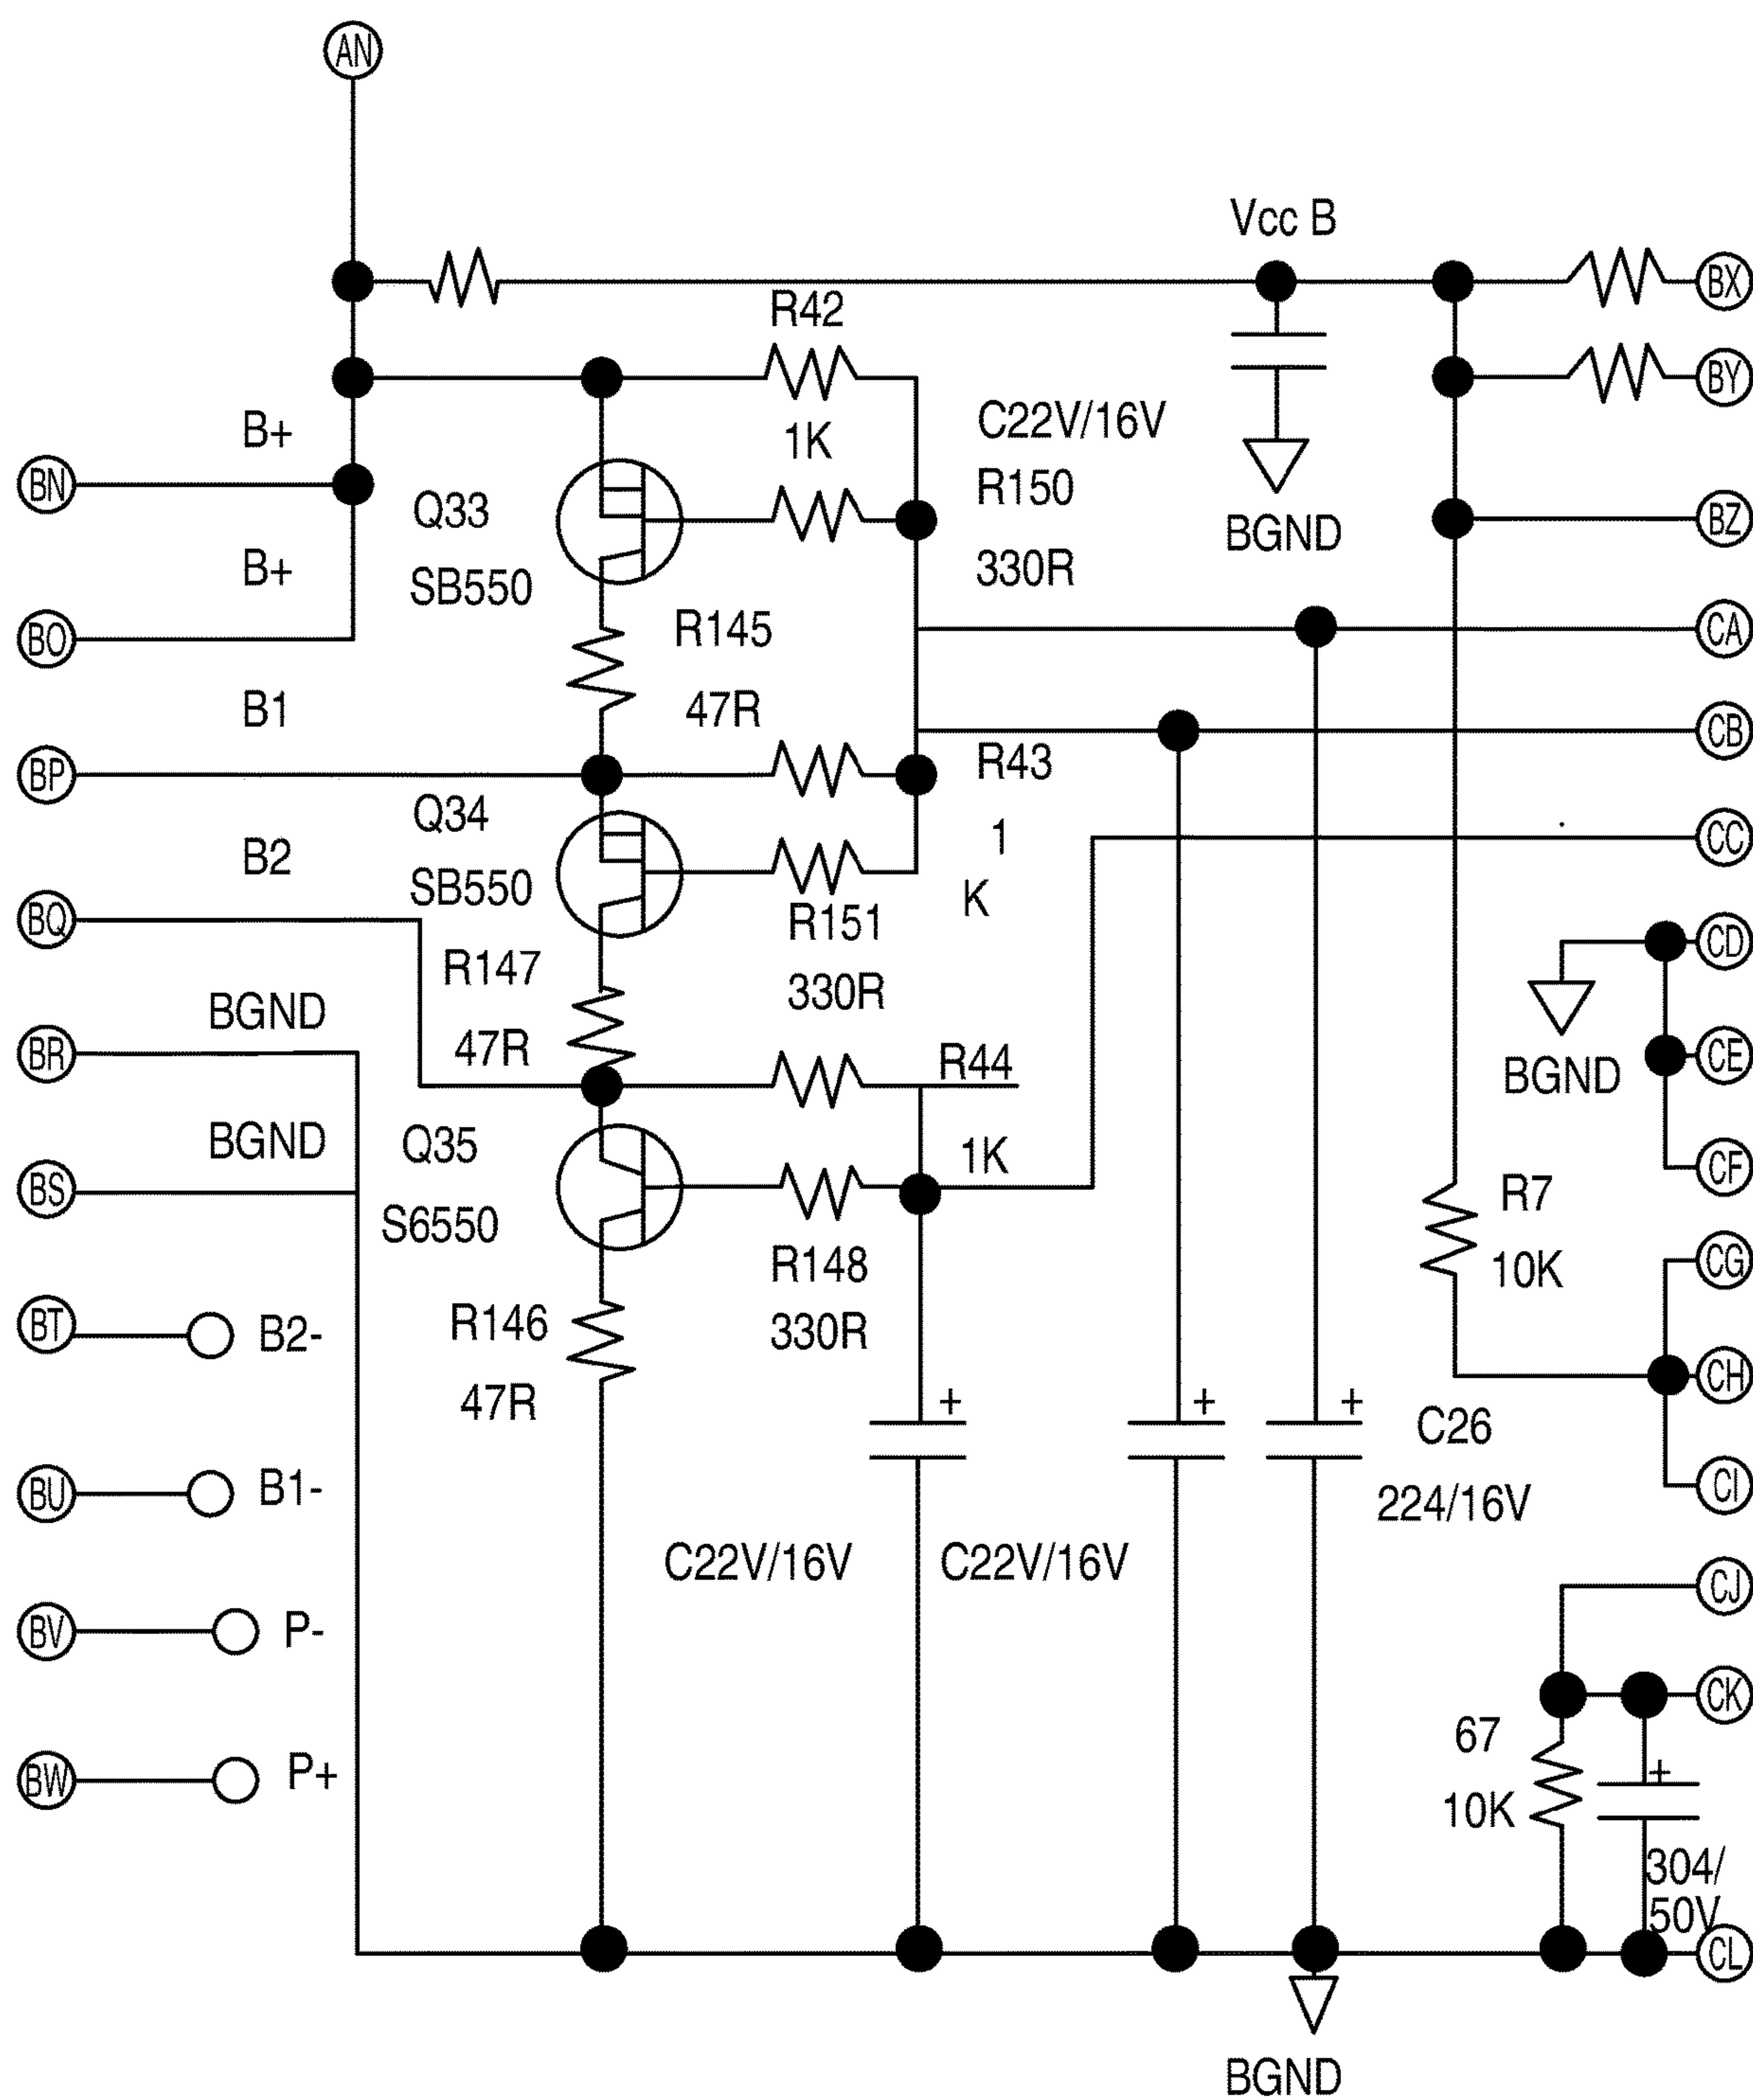 AN
Vcc B
BX
R42
BY
B+
1K
C22V/16V
BN
Q33
R150
BGND
BZ
B+
SB550
330R
BO
R145
CA
B1
47R
CB
BP
R43
Q34
1
CC
B2
SB550
K
BQ
R151
CD
R147
330R
BGND
47R
R44
BR
BGND
CE
BGND
Q35
1K
CF
BS
S6550
R7
R148
10K
CG
BT
B2-
R146
330R
CH
47R
+
+
+
C26
BU
B1-
224/16V
CI
C22V/16V
C22V/16V
CJ
BV
P-
CK
67
BW
P+
+
10K
304/
50V
CL
BGND